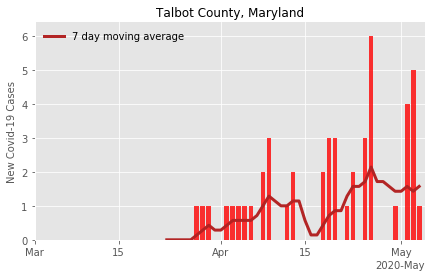 Talbot County, Maryland
7 day moving average
New Covid-19 Cases
6
5
4
3
2
1
0
Mar 15 Apr 15 May
2020-May